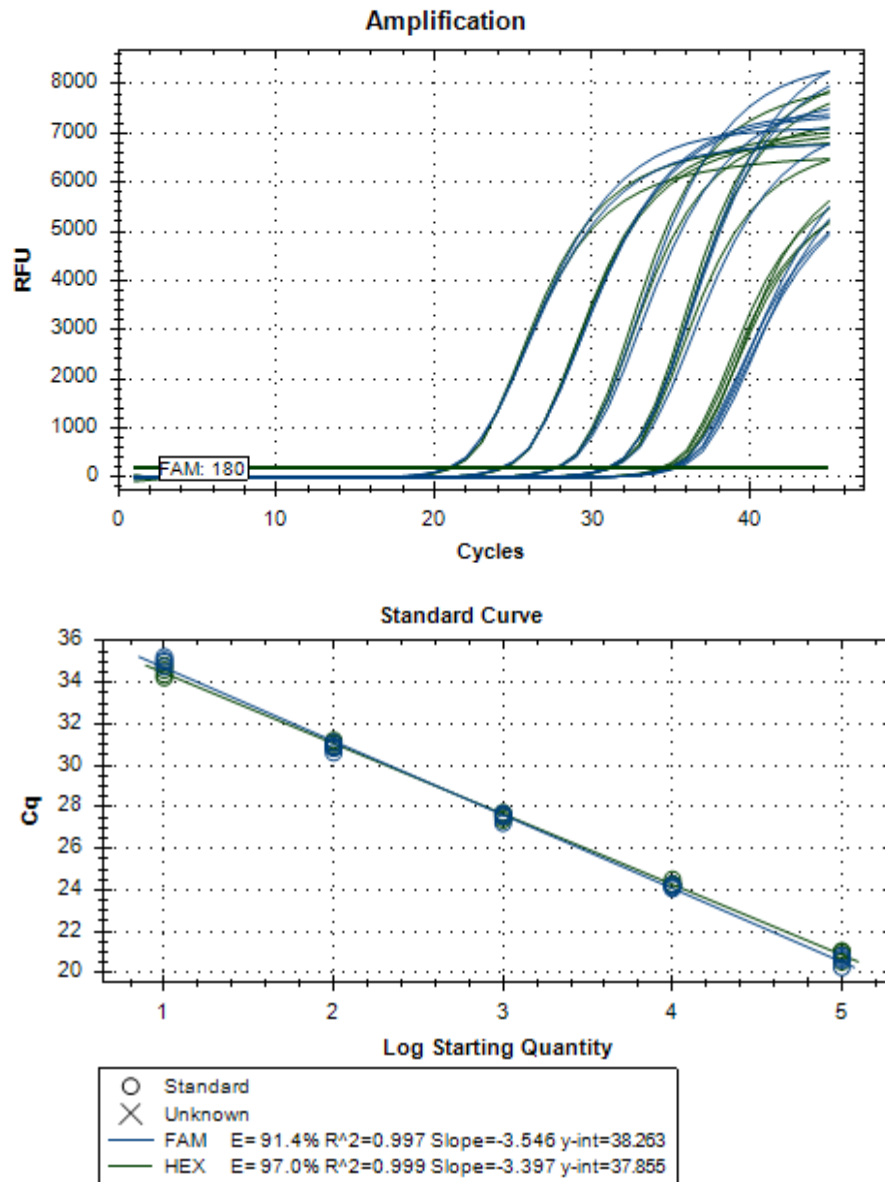 Amplification
8000
7000
6000
5000
4000
3000
2000
1000
0
RFU
FAM: 180
0 10 20 30 40
Cycles
Standard Curve
36
34
32
30
28
26
24
22
20
Cq
1 2 3 4 5
Log Starting Quantity
Standard
Unknown
FAM E= 91.4% R^2=0.997 Slope=-3.546 y-int=38.263
HEX E= 97.0% R^2=0.999 Slope=-3.397 y-int=37.855